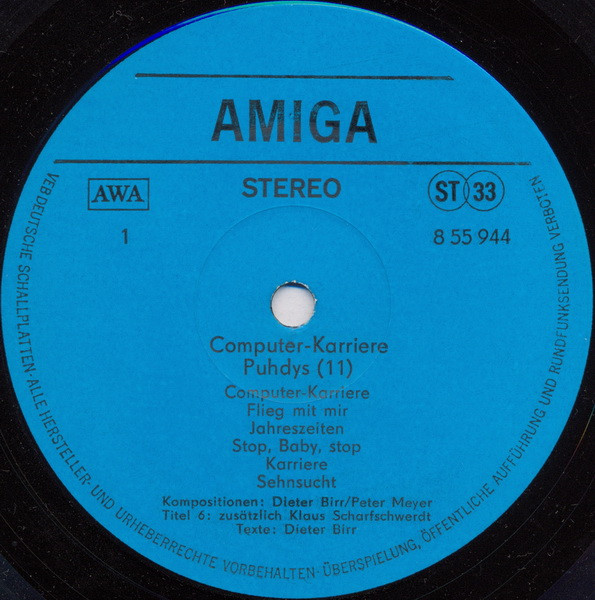 AMIGA
AWA
STEREO
ST 33
1
8 55 944
Computer-Karriere
Puhdys (11)
Computer-Karriere
Flieg mit mir
Jahreszeiten
Stop, Baby, stop
Karriere
Sehnsucht
Kompositionen: Dieter Birr/Peter Meyer
Titel 6: zusätzlich Klaus Scharfschwerdt
Texte: Dieter Birr
VEB DEUTSCHE SCHALLPLATTEN · ALLE HERSTELLER- UND URHEBERRECHTE VORBEHALTEN · ÜBERSPIELUNG, ÖFFENTLICHE AUFFÜHRUNG UND RUNDFUNKSENDUNG VERBOTEN